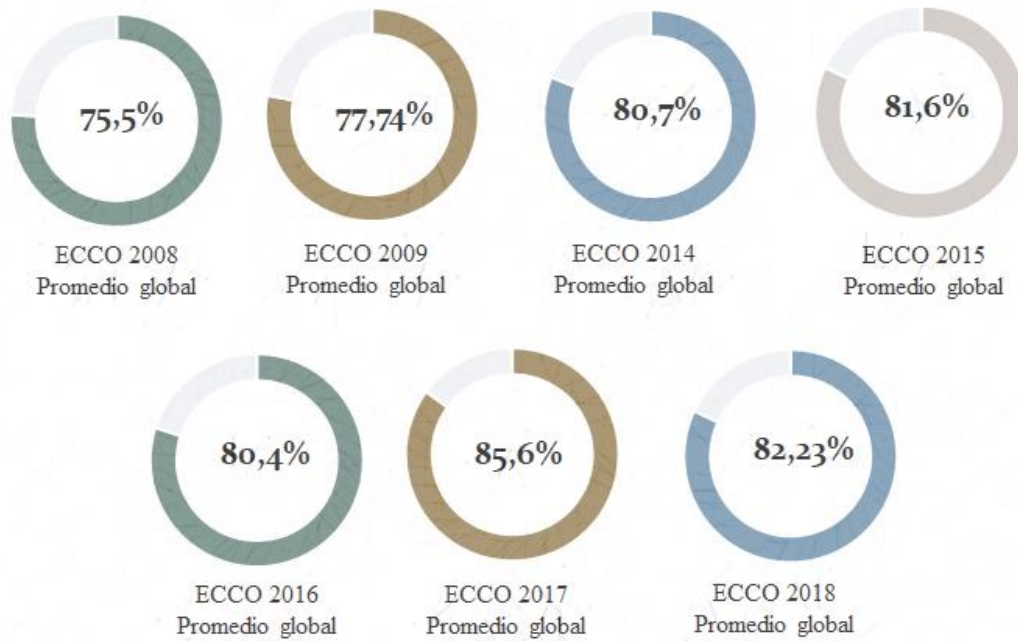 75,5%
77,74%
80,7%
81,6%
ECCO 2008
Promedio global
ECCO 2009
Promedio global
ECCO 2014
Promedio global
ECCO 2015
Promedio global
80,4%
85,6%
82,23%
ECCO 2016
Promedio global
ECCO 2017
Promedio global
ECCO 2018
Promedio global